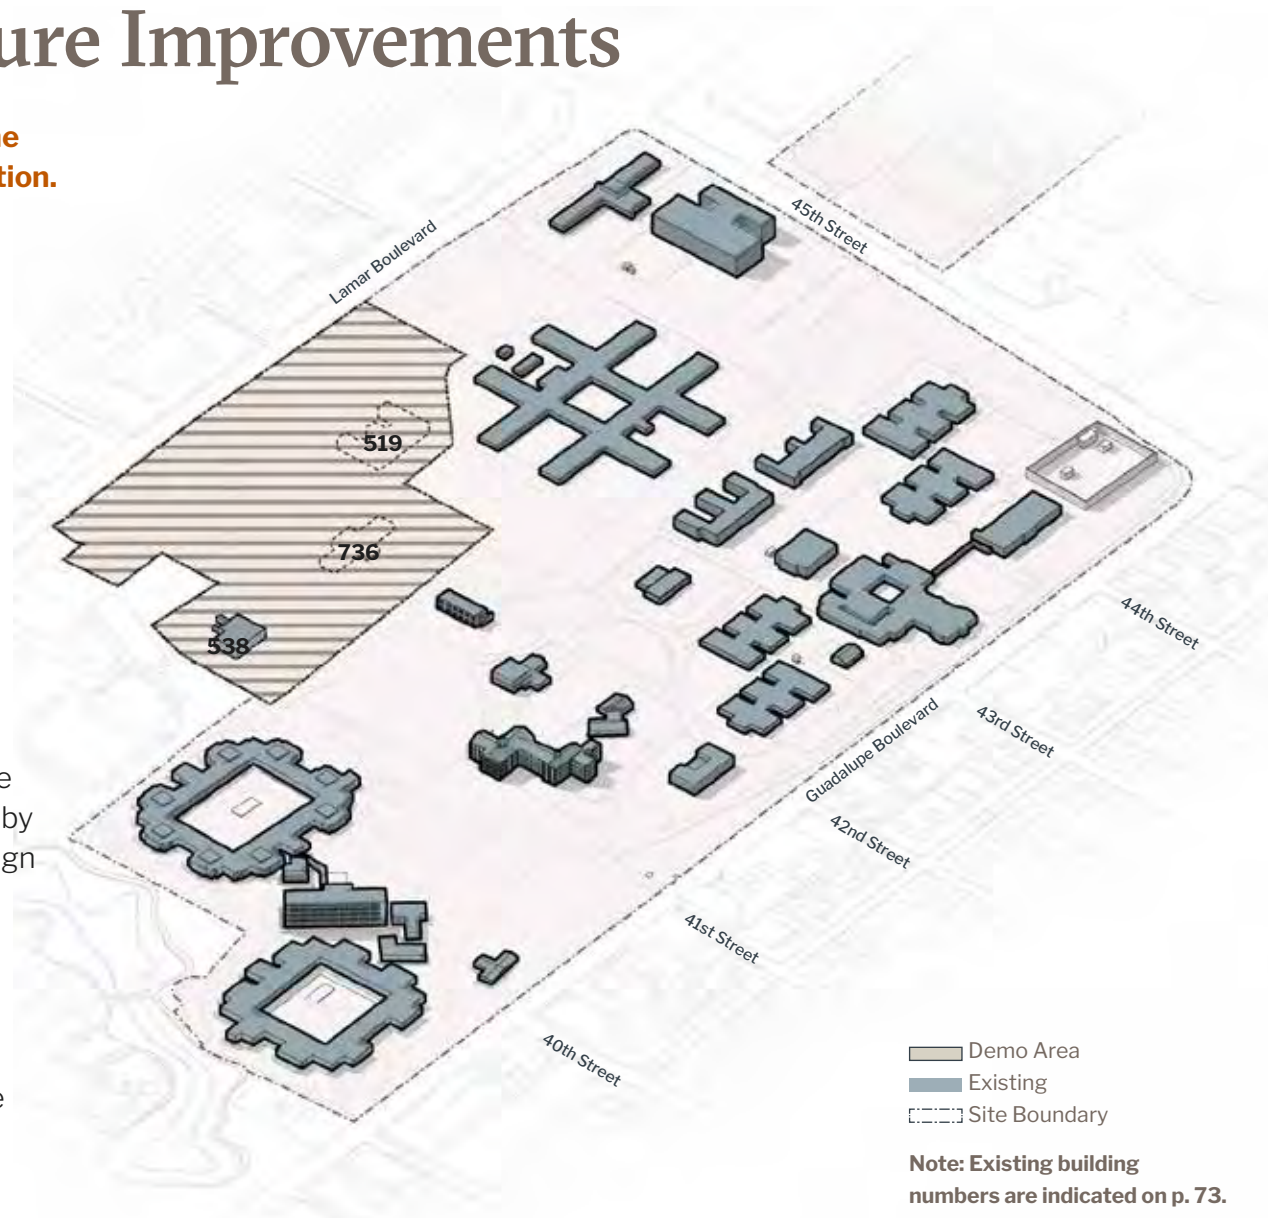 ure Improvements
tion.
45th Street
Lamar Boulevard
519
736
538
44th Street
43rd Street
Guadalupe Boulevard
by
42nd Street
gn
41st Street
40th Street
Demo Area
Existing
Site Boundary
Note: Existing building
numbers are indicated on p. 73.